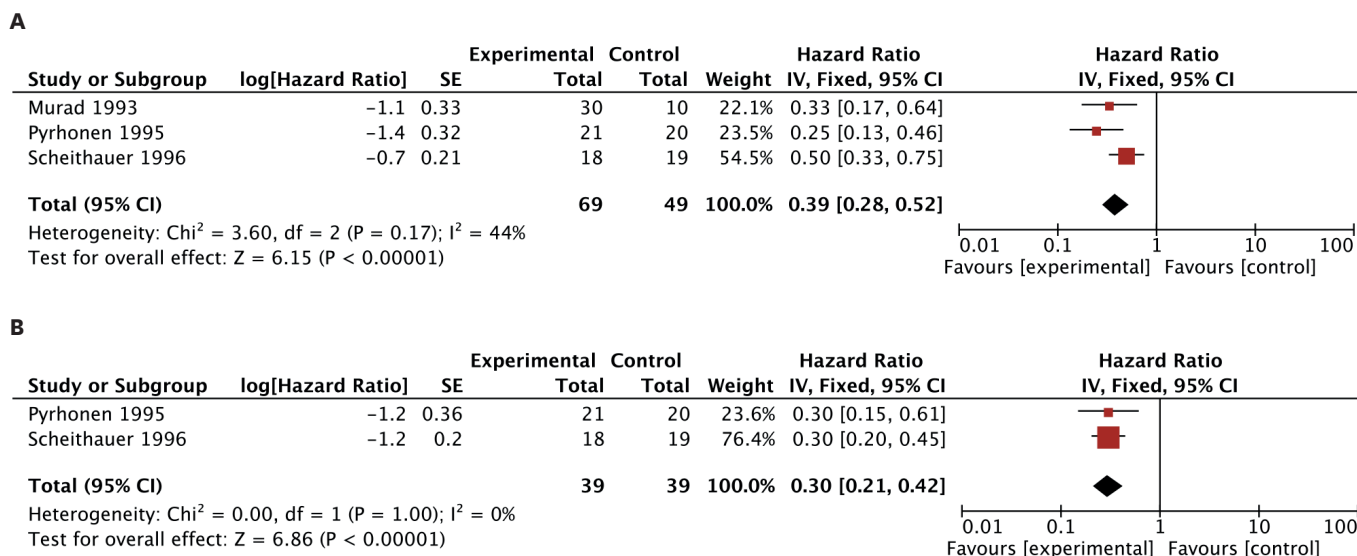 A
Experimental Control Hazard Ratio Hazard Ratio
Study or Subgroup log[Hazard Ratio] SE Total Total Weight IV, Fixed, 95% CI IV, Fixed, 95% CI
Murad 1993 −1.1 0.33 30 10 22.1% 0.33 [0.17, 0.64]
Pyrhonen 1995 −1.4 0.32 21 20 23.5% 0.25 [0.13, 0.46]
Scheithauer 1996 −0.7 0.21 18 19 54.5% 0.50 [0.33, 0.75]
Total (95% CI) 69 49 100.0% 0.39 [0.28, 0.52]
Heterogeneity: Chi² = 3.60, df = 2 (P = 0.17); I² = 44%
Test for overall effect: Z = 6.15 (P < 0.00001)
0.01 0.1 1 10 100
Favours [experimental] Favours [control]
B
Experimental Control Hazard Ratio Hazard Ratio
Study or Subgroup log[Hazard Ratio] SE Total Total Weight IV, Fixed, 95% CI IV, Fixed, 95% CI
Pyrhonen 1995 −1.2 0.36 21 20 23.6% 0.30 [0.15, 0.61]
Scheithauer 1996 −1.2 0.2 18 19 76.4% 0.30 [0.20, 0.45]
Total (95% CI) 39 39 100.0% 0.30 [0.21, 0.42]
Heterogeneity: Chi² = 0.00, df = 1 (P = 1.00); I² = 0%
Test for overall effect: Z = 6.86 (P < 0.00001)
0.01 0.1 1 10 100
Favours [experimental] Favours [control]